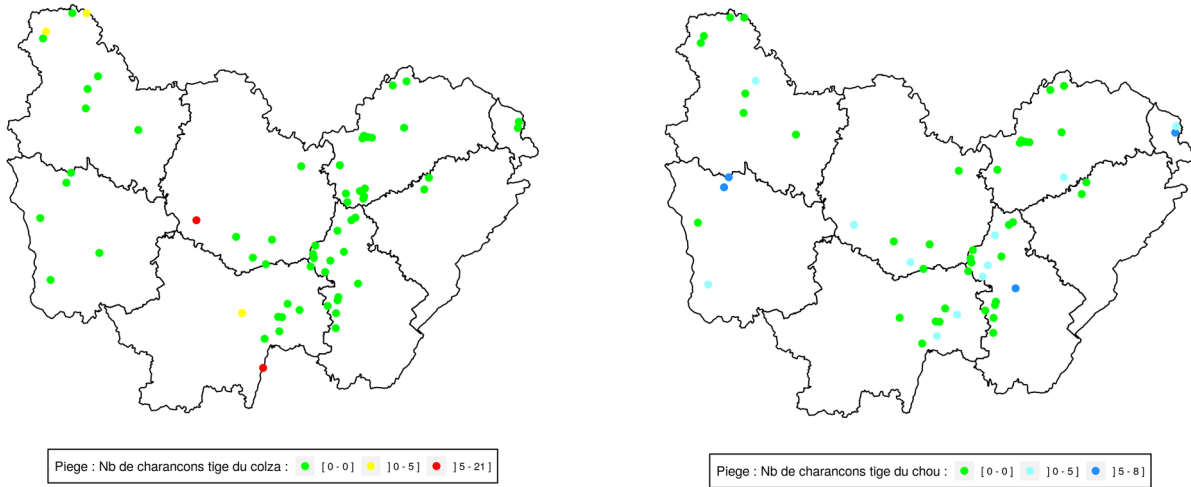 Piege : Nb de charancons tige du colza : [ 0 - 0 ] ] 0 - 5 ] ] 5 - 21 ]
Piege : Nb de charancons tige du chou : [ 0 - 0 ] ] 0 - 5 ] ] 5 - 8 ]